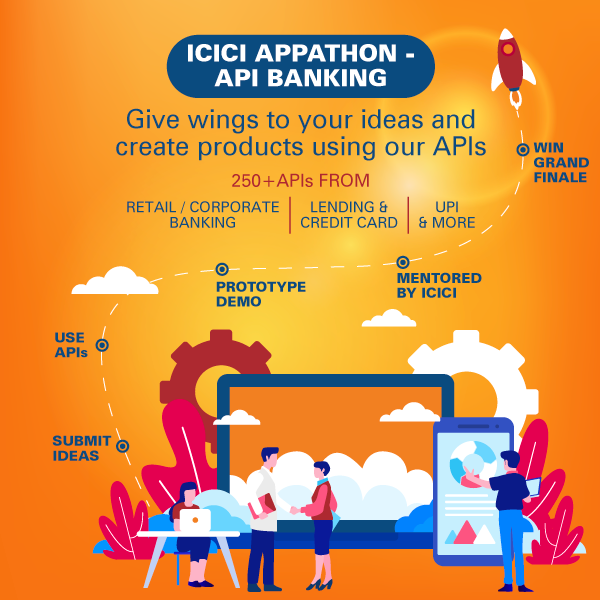 ICICI APPATHON -
API BANKING
Give wings to your ideas and
create products using our APIs
250+APIs FROM
RETAIL / CORPORATE
BANKING
LENDING &
CREDIT CARD
UPI
& MORE
WIN
GRAND
FINALE
MENTORED
BY ICICI
PROTOTYPE
DEMO
USE
APIs
SUBMIT
IDEAS